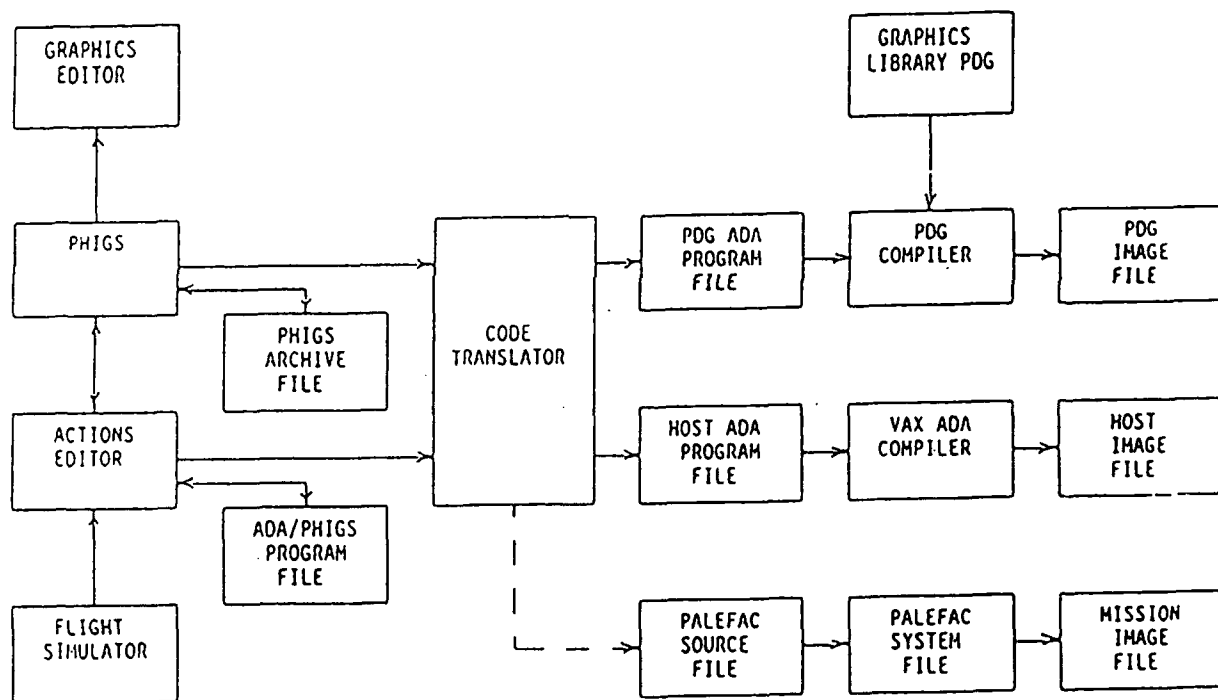 GRAPHICS
EDITOR
GRAPHICS
LIBRARY PDG
PHIGS
PHIGS
ARCHIVE
FILE
CODE
TRANSLATOR
PDG ADA
PROGRAM
FILE
PDG
COMPILER
PDG
IMAGE
FILE
ACTIONS
EDITOR
ADA/PHIGS
PROGRAM
FILE
HOST ADA
PROGRAM
FILE
VAX ADA
COMPILER
HOST
IMAGE
FILE
FLIGHT
SIMULATOR
PALEFAC
SOURCE
FILE
PALEFAC
SYSTEM
FILE
MISSION
IMAGE
FILE